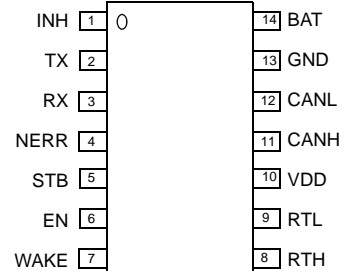 INH 1 14 BAT
TX 2 13 GND
RX 3 12 CANL
NERR 4 11 CANH
STB 5 10 VDD
EN 6 9 RTL
WAKE 7 8 RTH